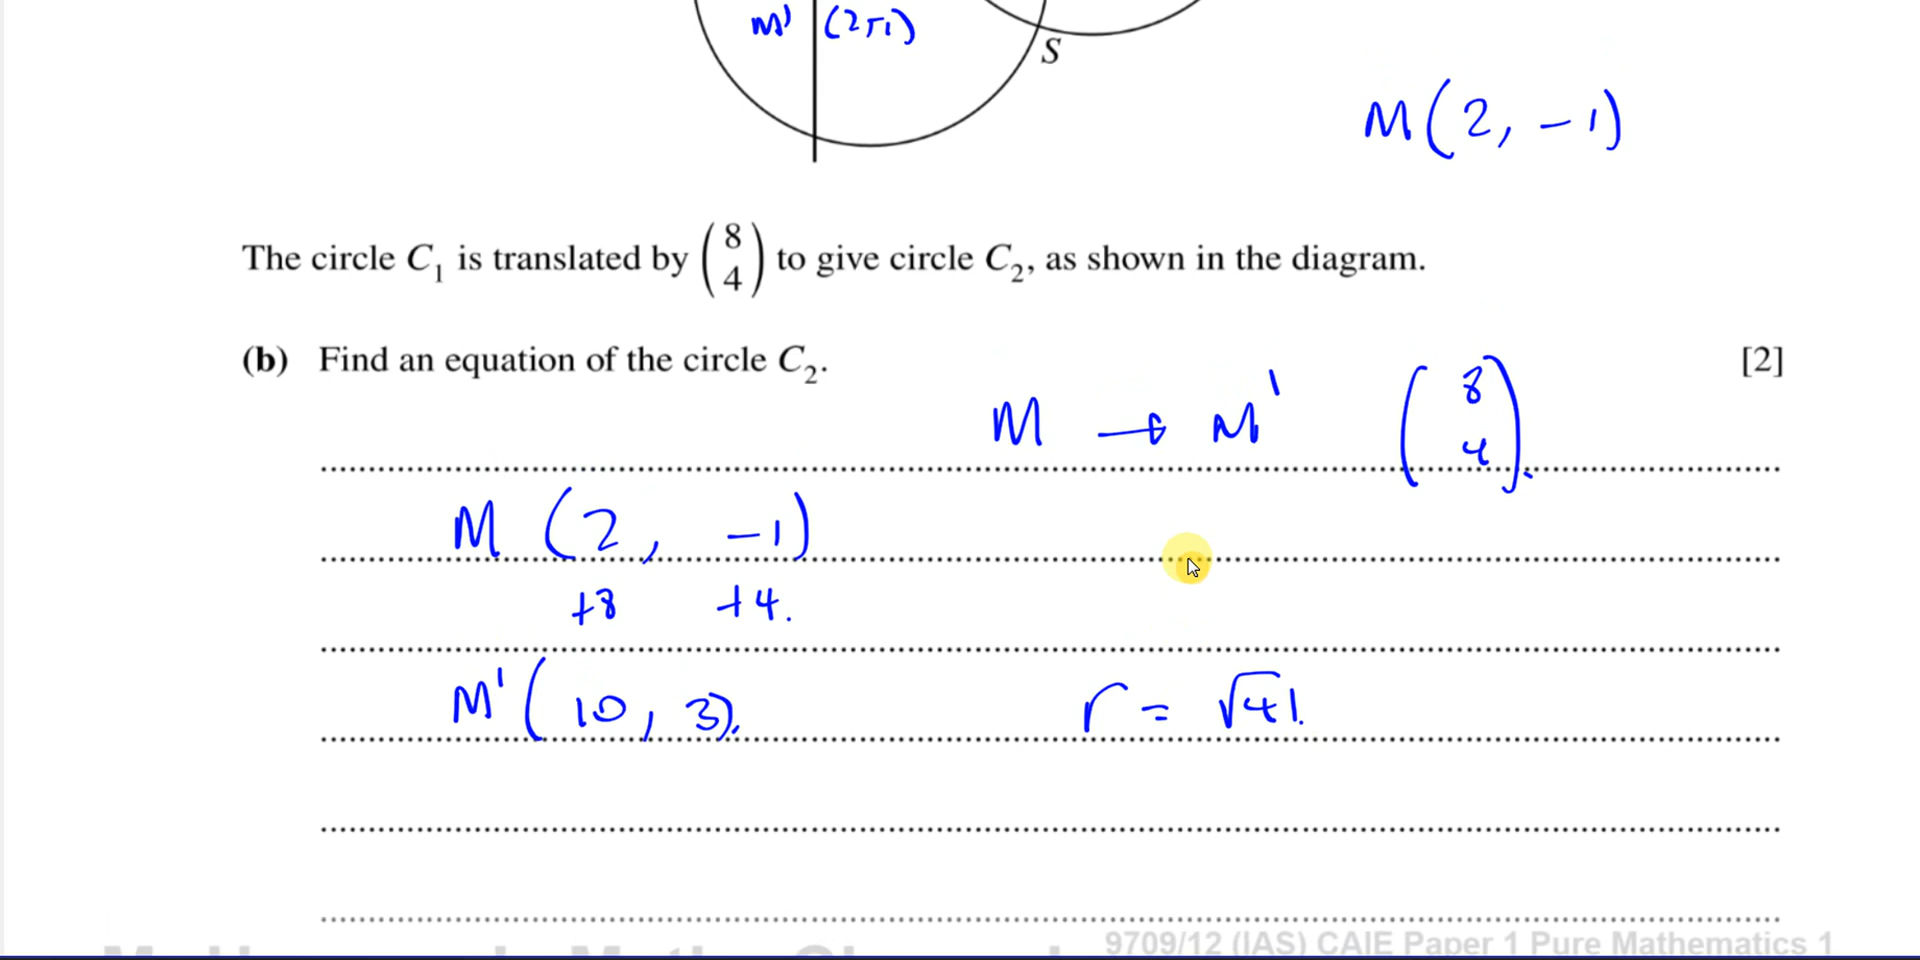 M' (2,-1)
S
M(2, -1)
The circle C₁ is translated by (8 4) to give circle C₂, as shown in the diagram.
(b) Find an equation of the circle C₂. [2]
M → M' (8 4).
M (2, -1)
+8 +4.
M' (10, 3).
r = √41.
9709/12 (IAS) CAIE Paper 1 Pure Mathematics 1